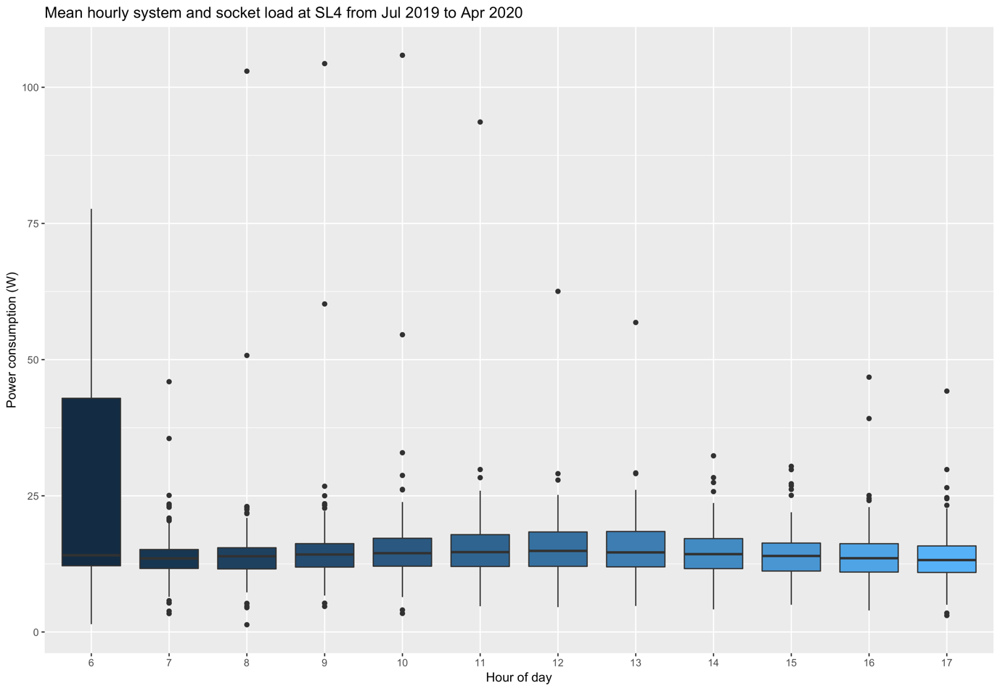 Mean hourly system and socket load at SL4 from Jul 2019 to Apr 2020
Power consumption (W)
100
75
50
25
0
6 7 8 9 10 11 12 13 14 15 16 17
Hour of day